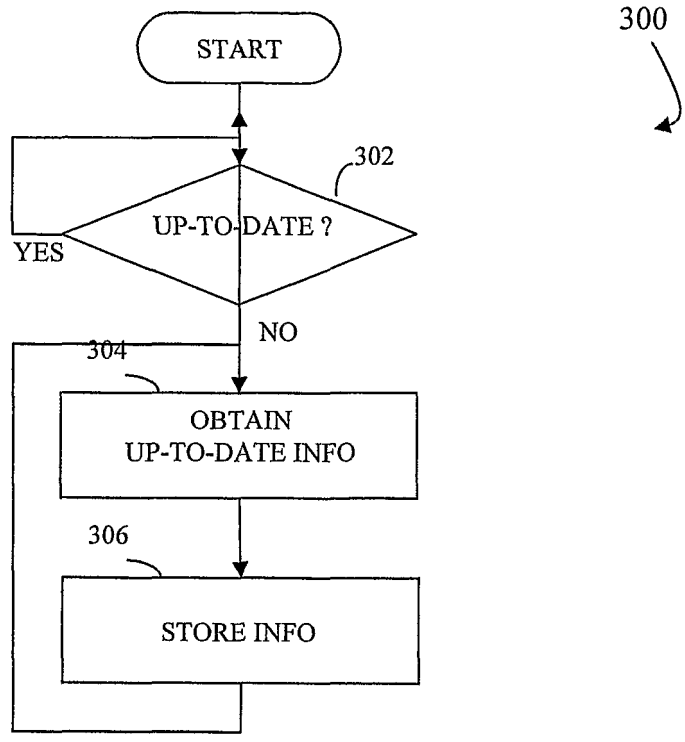 300
START
302
UP-TO-DATE ?
YES
NO
304
OBTAIN
UP-TO-DATE INFO
306
STORE INFO